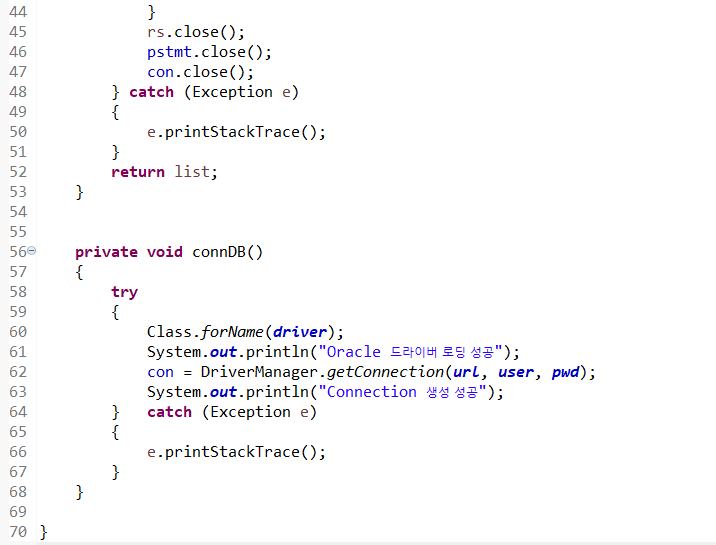 44             }
45             rs.close();
46             pstmt.close();
47             con.close();
48         } catch (Exception e)
49         {
50             e.printStackTrace();
51         }
52         return list;
53     }
54
55
56     private void connDB()
57     {
58         try
59         {
60             Class.forName(driver);
61             System.out.println("Oracle 드라이버 로딩 성공");
62             con = DriverManager.getConnection(url, user, pwd);
63             System.out.println("Connection 생성 성공");
64         }   catch (Exception e)
65         {
66             e.printStackTrace();
67         }
68     }
69
70 }